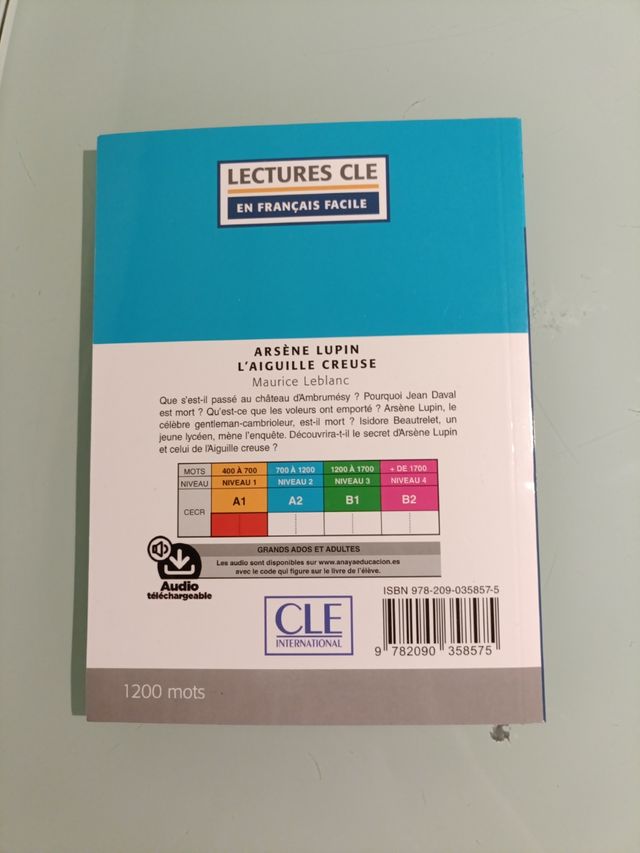 LECTURES CLE
EN FRANÇAIS FACILE
ARSÈNE LUPIN
L'AIGUILLE CREUSE
Maurice Leblanc
Que s'est-il passé au château d'Ambrumésy ? Pourquoi Jean Daval
est mort ? Qu'est-ce que les voleurs ont emporté ? Arsène Lupin, le
célèbre gentleman-cambrioleur, est-il mort ? Isidore Beautrelet, un
jeune lycéen, mène l'enquête. Découvrira-t-il le secret d'Arsène Lupin
et celui de l'Aiguille creuse ?
MOTS 400 À 700 700 À 1200 1200 À 1700 + DE 1700
NIVEAU NIVEAU 1 NIVEAU 2 NIVEAU 3 NIVEAU 4
CECR A1 A2 B1 B2
GRANDS ADOS ET ADULTES
Les audio sont disponibles sur www.anayaeducacion.es
avec le code qui figure sur le livre de l'élève.
Audio
téléchargeable
CLE
INTERNATIONAL
ISBN 978-209-035857-5
9 782090 358575
1200 mots